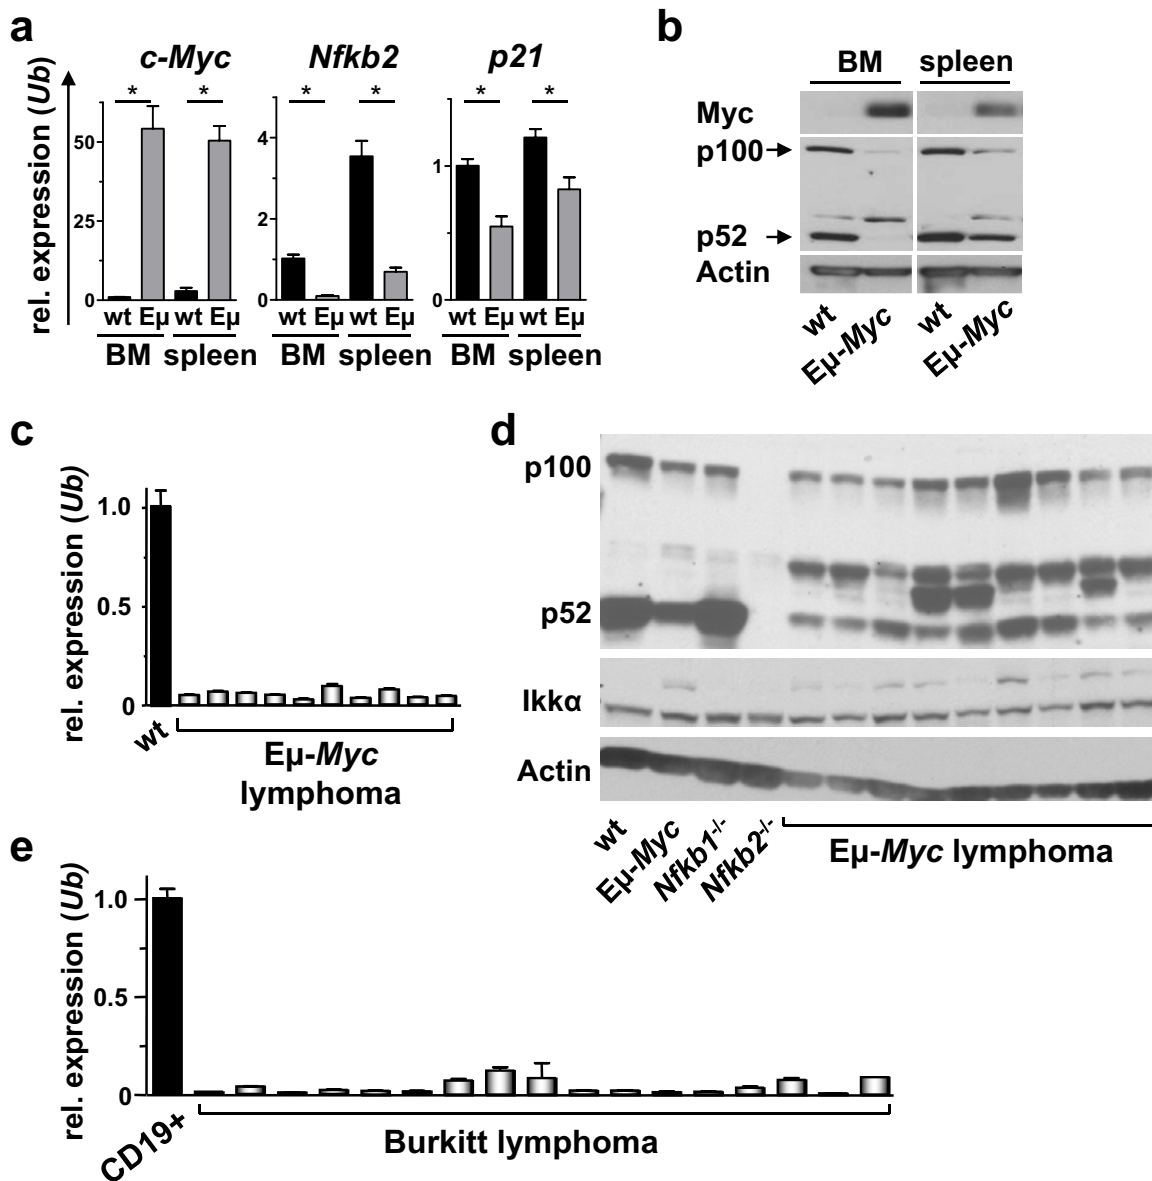 a
c-Myc Nfkb2 p21
rel. expression (Ub)
* * * * * *
50
25
0
4
2
0
1
0
wt Eμ wt Eμ wt Eμ wt Eμ wt Eμ wt Eμ
BM spleen BM spleen BM spleen
b
BM spleen
Myc
p100
p52
Actin
wt Eμ-Myc wt Eμ-Myc
c
rel. expression (Ub)
1.0
0.5
0
wt
Eμ-Myc
lymphoma
d
p100
p52
Ikkα
Actin
wt Eμ-Myc Nfkb1-/- Nfkb2-/-
Eμ-Myc lymphoma
e
rel. expression (Ub)
1.0
0.5
0
CD19+
Burkitt lymphoma